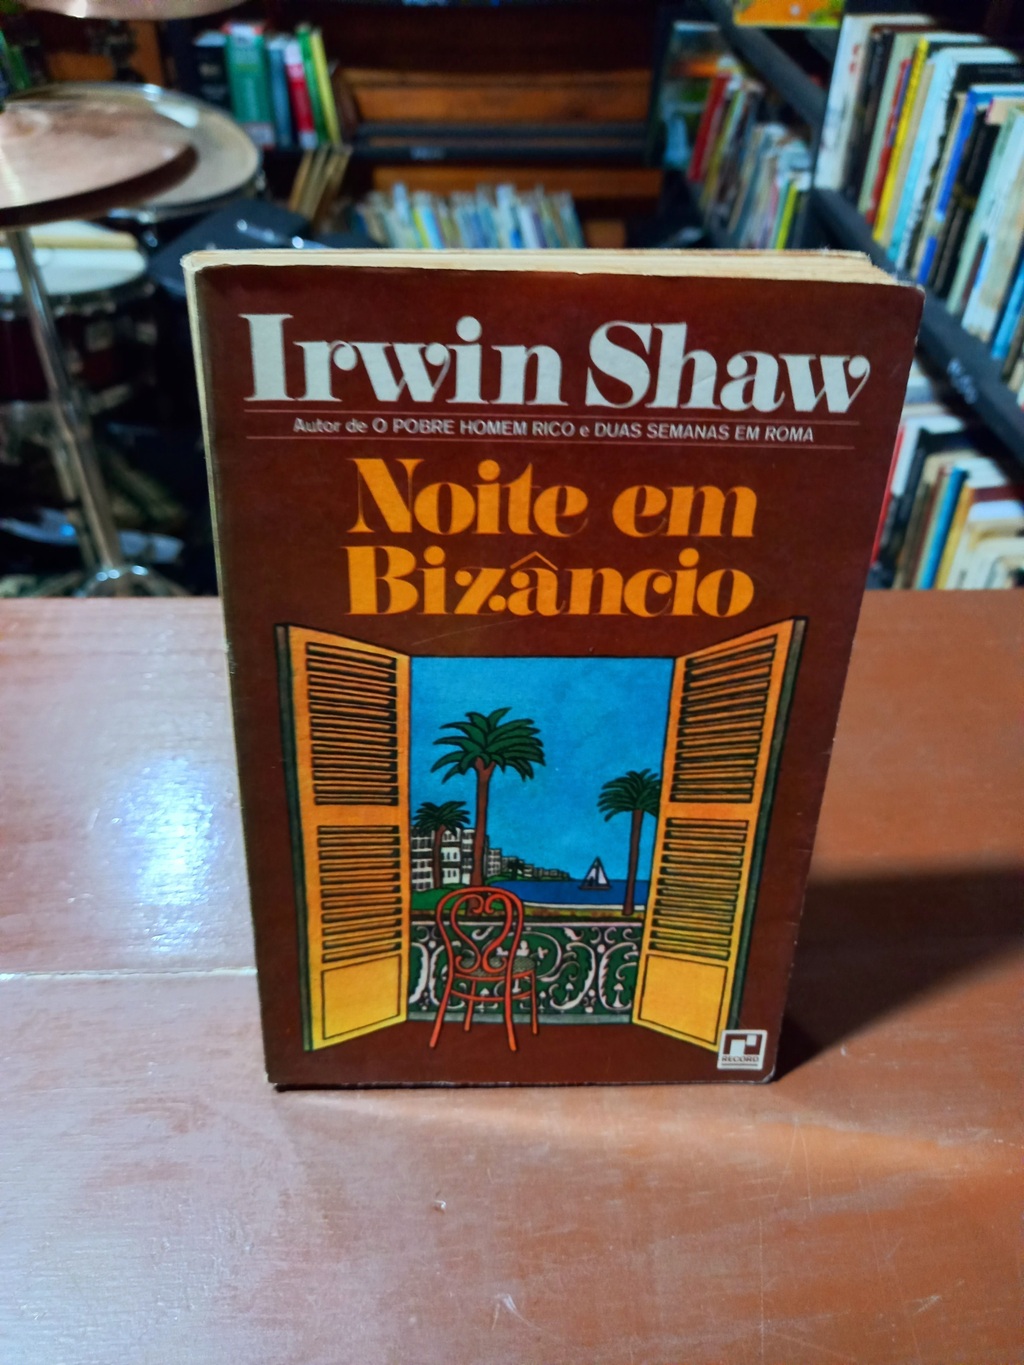 Irwin Shaw
Autor de O POBRE HOMEM RICO e DUAS SEMANAS EM ROMA
Noite em
Bizâncio
RECORD